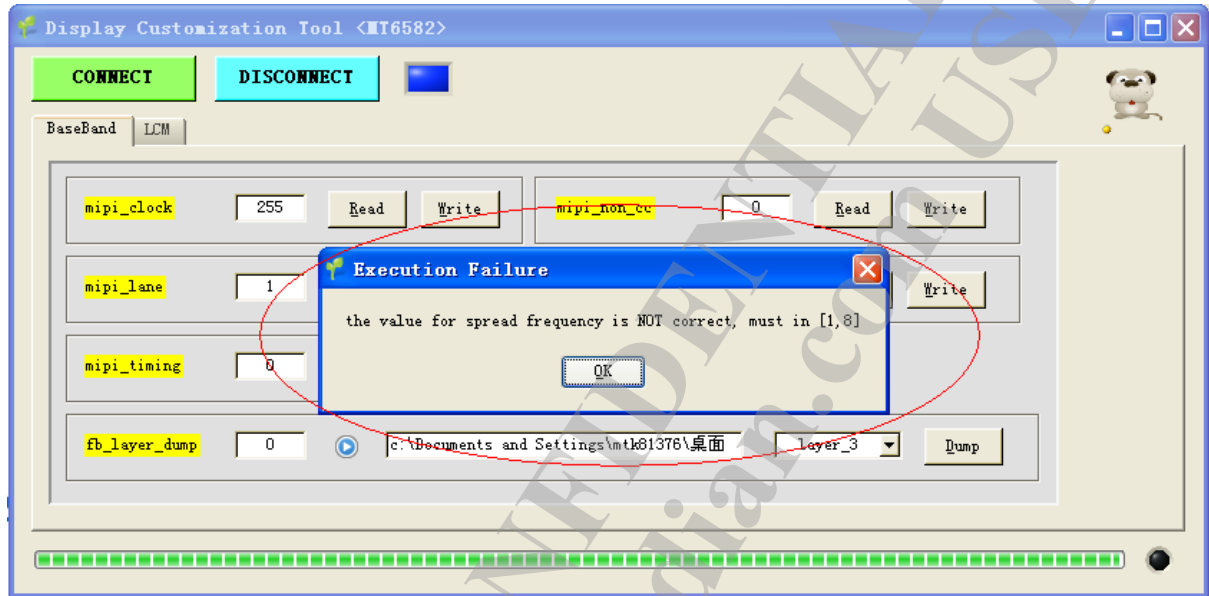 Display Customization Tool <MT6582>
CONNECT DISCONNECT
BaseBand LCM
mipi_clock 255 Read Write mipi_non_cc 0 Read Write
mipi_lane 1 Write
Execution Failure
the value for spread frequency is NOT correct, must in [1,8]
OK
mipi_timing 0
fb_layer_dump 0 c:\Documents and Settings\mtk81376\桌面 layer_3 Dump